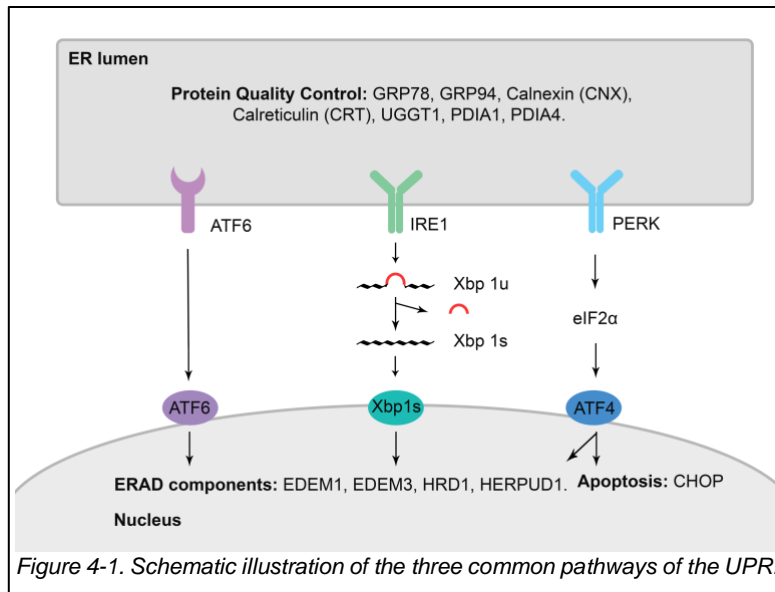 ER lumen
Protein Quality Control: GRP78, GRP94, Calnexin (CNX),
Calreticulin (CRT), UGGT1, PDIA1, PDIA4.
ATF6
IRE1
PERK
Xbp 1u
eIF2α
Xbp 1s
ATF6
Xbp1s
ATF4
ERAD components: EDEM1, EDEM3, HRD1, HERPUD1.
Apoptosis: CHOP
Nucleus
Figure 4-1. Schematic illustration of the three common pathways of the UPR.